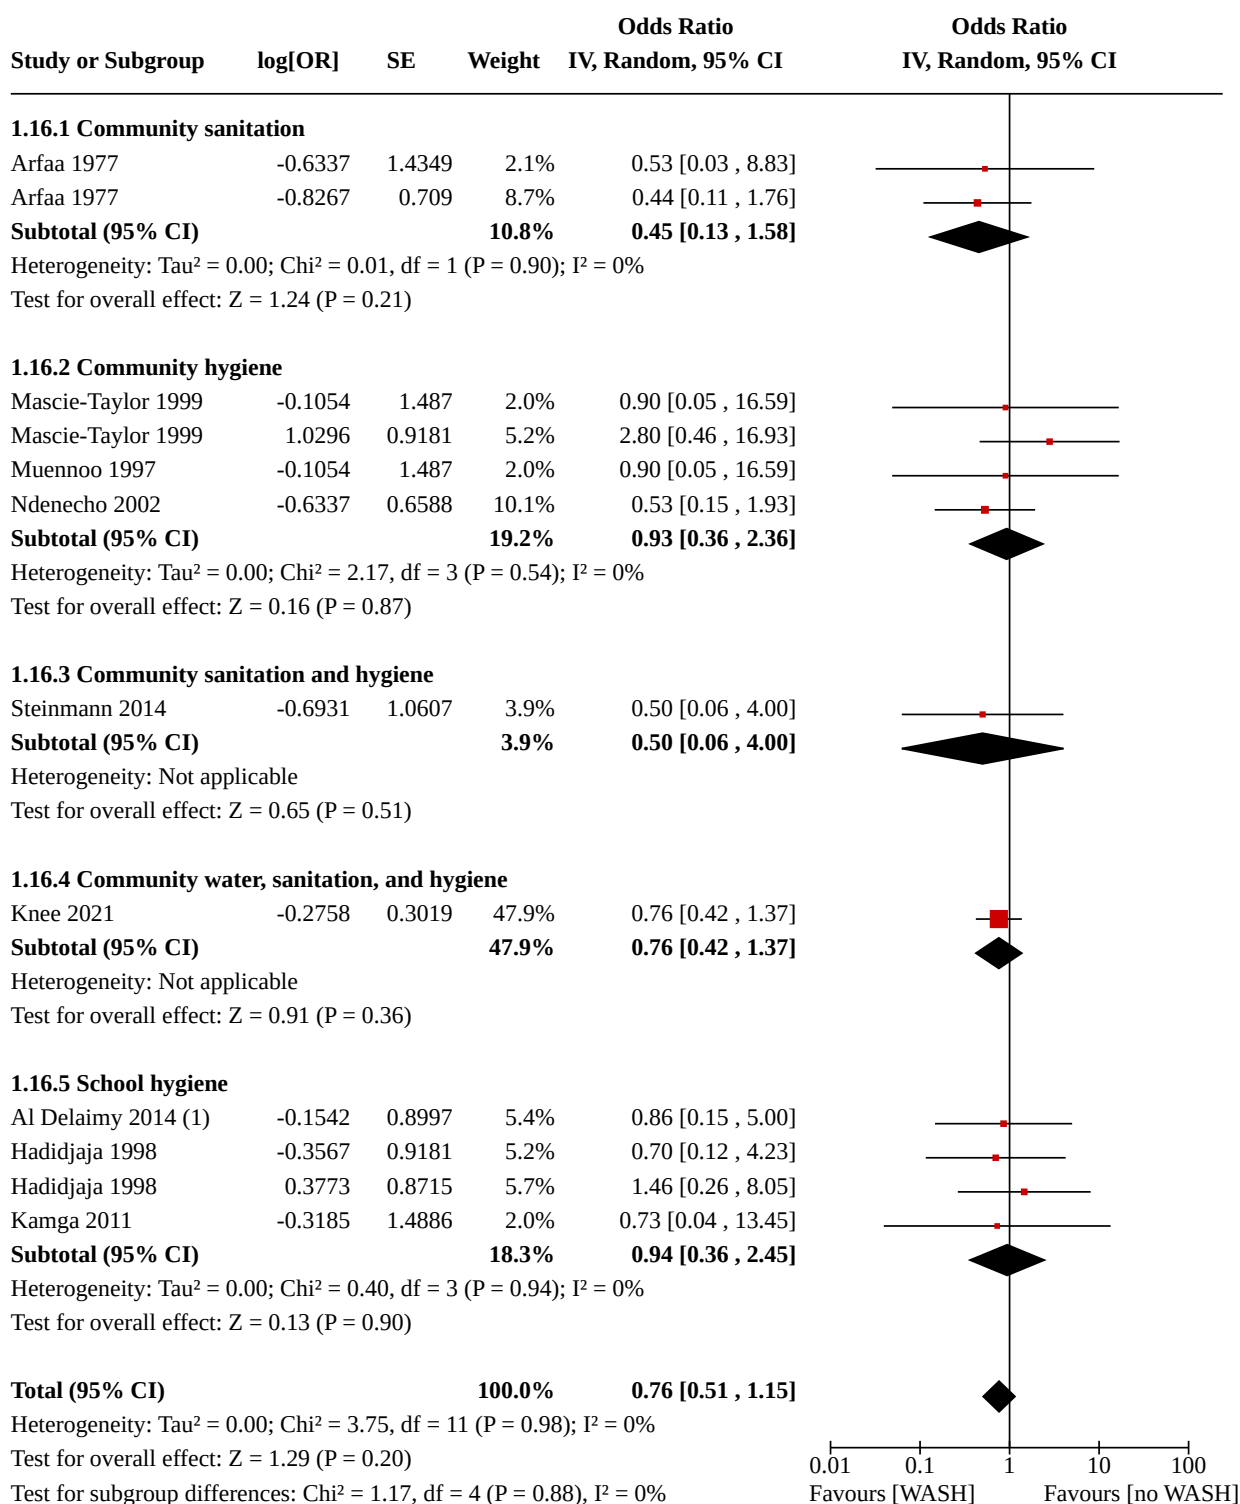 Odds Ratio Odds Ratio
Study or Subgroup log[OR] SE Weight IV, Random, 95% CI IV, Random, 95% CI
1.16.1 Community sanitation
Arfaa 1977 -0.6337 1.4349 2.1% 0.53 [0.03 , 8.83]
Arfaa 1977 -0.8267 0.709 8.7% 0.44 [0.11 , 1.76]
Subtotal (95% CI) 10.8% 0.45 [0.13 , 1.58]
Heterogeneity: Tau² = 0.00; Chi² = 0.01, df = 1 (P = 0.90); I² = 0%
Test for overall effect: Z = 1.24 (P = 0.21)
1.16.2 Community hygiene
Mascie-Taylor 1999 -0.1054 1.487 2.0% 0.90 [0.05 , 16.59]
Mascie-Taylor 1999 1.0296 0.9181 5.2% 2.80 [0.46 , 16.93]
Muennoo 1997 -0.1054 1.487 2.0% 0.90 [0.05 , 16.59]
Ndenecho 2002 -0.6337 0.6588 10.1% 0.53 [0.15 , 1.93]
Subtotal (95% CI) 19.2% 0.93 [0.36 , 2.36]
Heterogeneity: Tau² = 0.00; Chi² = 2.17, df = 3 (P = 0.54); I² = 0%
Test for overall effect: Z = 0.16 (P = 0.87)
1.16.3 Community sanitation and hygiene
Steinmann 2014 -0.6931 1.0607 3.9% 0.50 [0.06 , 4.00]
Subtotal (95% CI) 3.9% 0.50 [0.06 , 4.00]
Heterogeneity: Not applicable
Test for overall effect: Z = 0.65 (P = 0.51)
1.16.4 Community water, sanitation, and hygiene
Knee 2021 -0.2758 0.3019 47.9% 0.76 [0.42 , 1.37]
Subtotal (95% CI) 47.9% 0.76 [0.42 , 1.37]
Heterogeneity: Not applicable
Test for overall effect: Z = 0.91 (P = 0.36)
1.16.5 School hygiene
Al Delaimy 2014 (1) -0.1542 0.8997 5.4% 0.86 [0.15 , 5.00]
Hadidjaja 1998 -0.3567 0.9181 5.2% 0.70 [0.12 , 4.23]
Hadidjaja 1998 0.3773 0.8715 5.7% 1.46 [0.26 , 8.05]
Kamga 2011 -0.3185 1.4886 2.0% 0.73 [0.04 , 13.45]
Subtotal (95% CI) 18.3% 0.94 [0.36 , 2.45]
Heterogeneity: Tau² = 0.00; Chi² = 0.40, df = 3 (P = 0.94); I² = 0%
Test for overall effect: Z = 0.13 (P = 0.90)
Total (95% CI) 100.0% 0.76 [0.51 , 1.15]
Heterogeneity: Tau² = 0.00; Chi² = 3.75, df = 11 (P = 0.98); I² = 0%
Test for overall effect: Z = 1.29 (P = 0.20) 0.01 0.1 1 10 100
Test for subgroup differences: Chi² = 1.17, df = 4 (P = 0.88), I² = 0% Favours [WASH] Favours [no WASH]